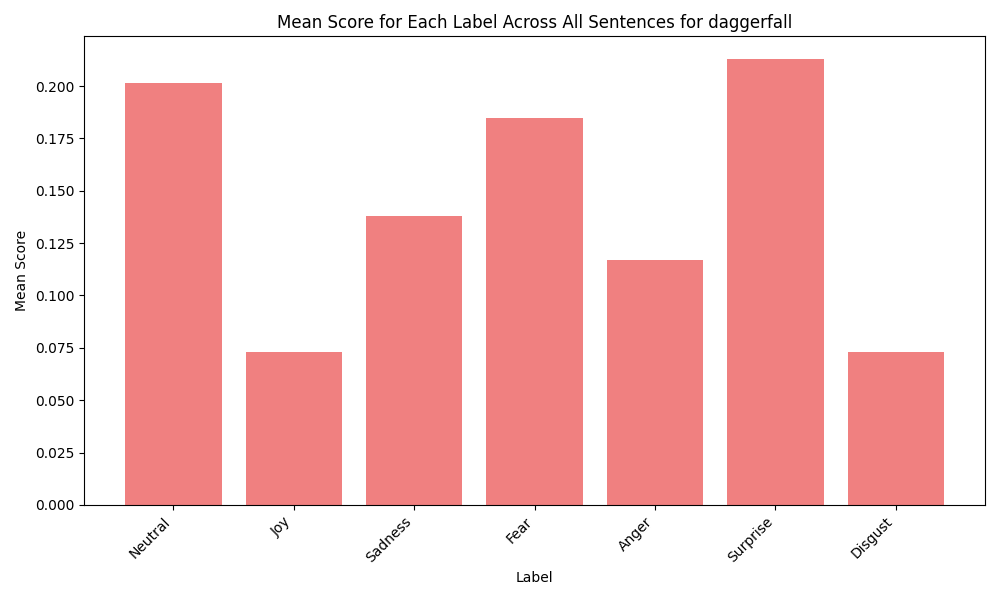 Mean Score for Each Label Across All Sentences for daggerfall
0.200
0.175
0.150
0.125
0.100
0.075
0.050
0.025
0.000
Mean Score
Neutral
Joy
Sadness
Fear
Anger
Surprise
Disgust
Label